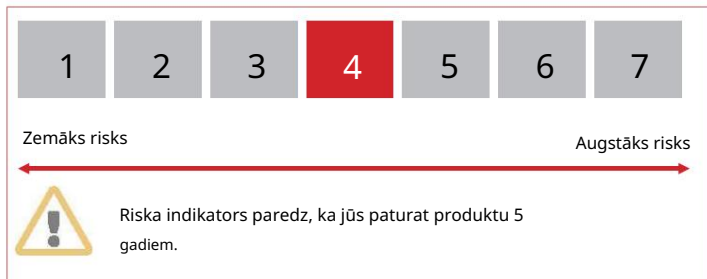 1 2 3 4 5 6 7
Zemāks risks
Augstāks risks
Riska indikators paredz, ka jūs paturat produktu 5
gadiem.